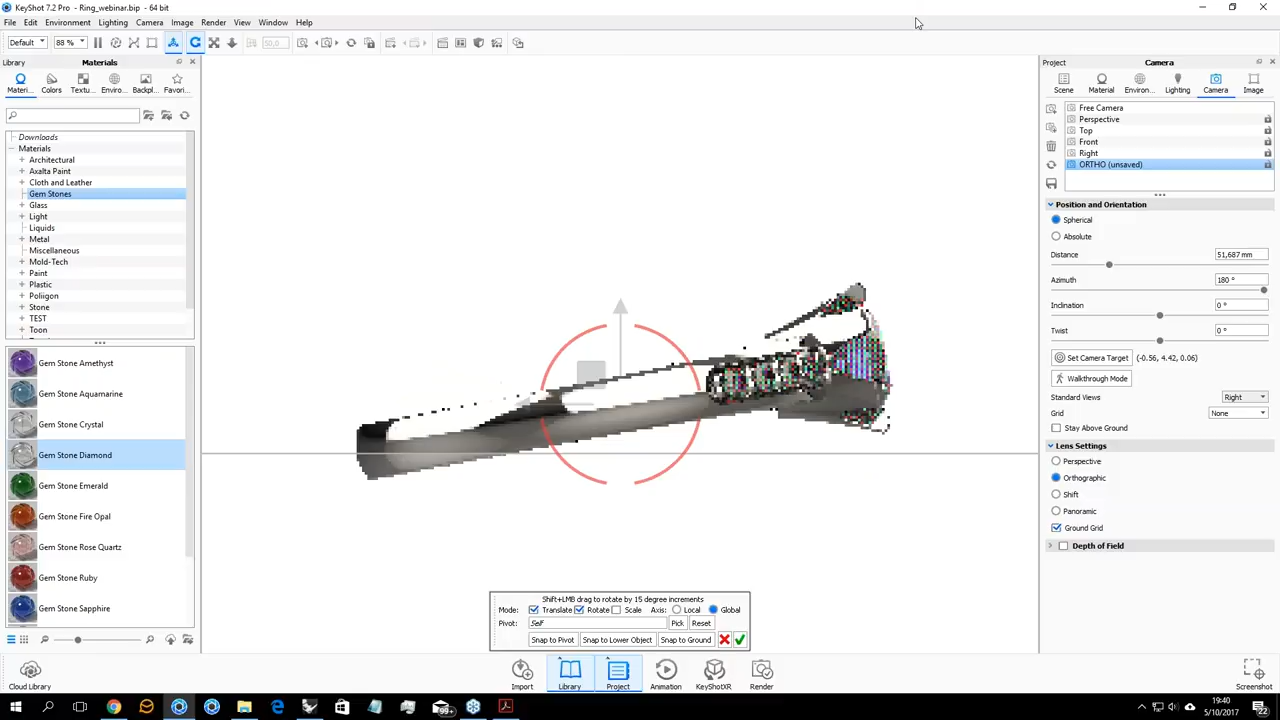 KeyShot 7.2 Pro - Ring_webinar.bip - 64 bit
File Edit Environment Lighting Camera Image Render View Window Help
Default 88 % 50,0
Library Materials
Materi... Colors Textu... Enviro... Backpl... Favori...
Downloads
Materials
Architectural
Axalta Paint
Cloth and Leather
Gem Stones
Glass
Light
Liquids
Metal
Miscellaneous
Mold-Tech
Paint
Plastic
Poliigon
Stone
TEST
Toon
Gem Stone Amethyst
Gem Stone Aquamarine
Gem Stone Crystal
Gem Stone Diamond
Gem Stone Emerald
Gem Stone Fire Opal
Gem Stone Rose Quartz
Gem Stone Ruby
Gem Stone Sapphire
Shift+LMB drag to rotate by 15 degree increments
Mode: Translate Rotate Scale Axis: Local Global
Pivot: Self Pick Reset
Snap to Pivot Snap to Lower Object Snap to Ground
Project Camera
Scene Material Environ... Lighting Camera Image
Free Camera
Perspective
Top
Front
Right
ORTHO (unsaved)
Position and Orientation
Spherical
Absolute
Distance 51,687 mm
Azimuth 180 °
Inclination 0 °
Twist 0 °
Set Camera Target (-0.56, 4.42, 0.06)
Walkthrough Mode
Standard Views Right
Grid None
Stay Above Ground
Lens Settings
Perspective
Orthographic
Shift
Panoramic
Ground Grid
Depth of Field
Cloud Library Import Library Project Animation KeyShotXR Render Screenshot
99+
19:40
5/10/2017
22